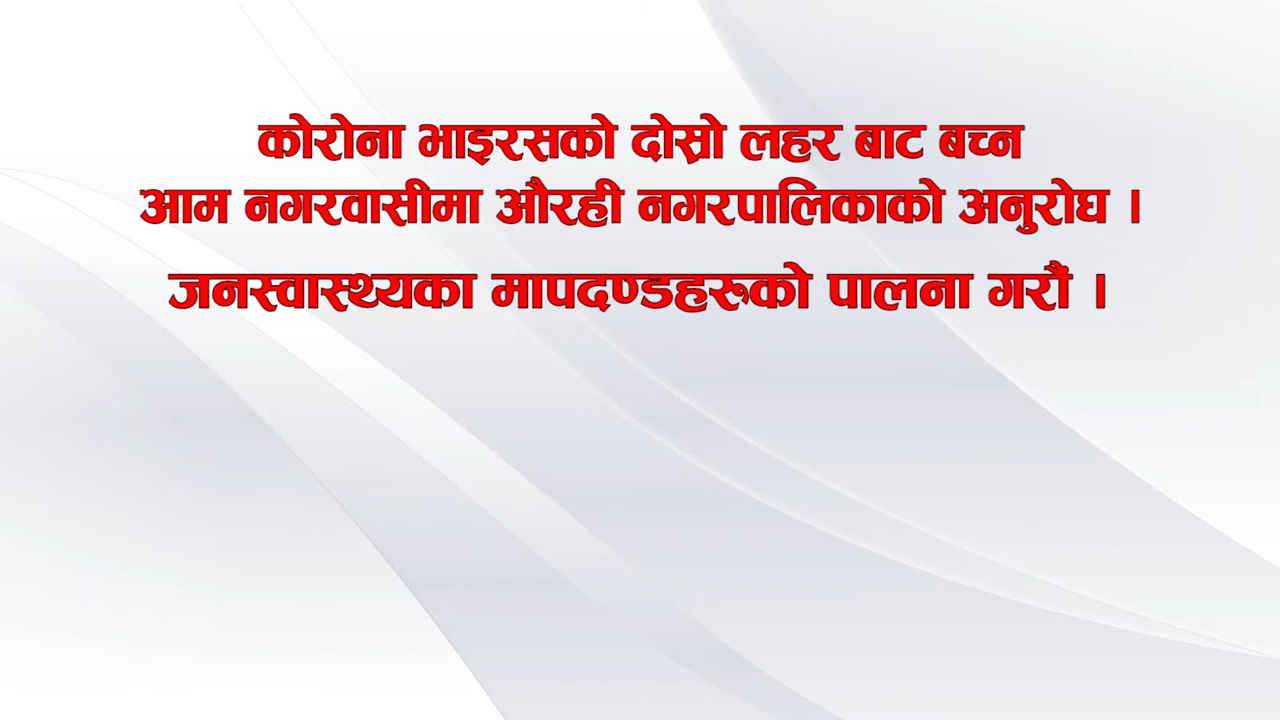 कोरोना भाइरसको दोस्रो लहर बाट बच्न
आम नगरवासीमा औरही नगरपालिकाको अनुरोघ ।
जनस्वास्थ्यका मापदण्डहरुको पालना गरौं ।